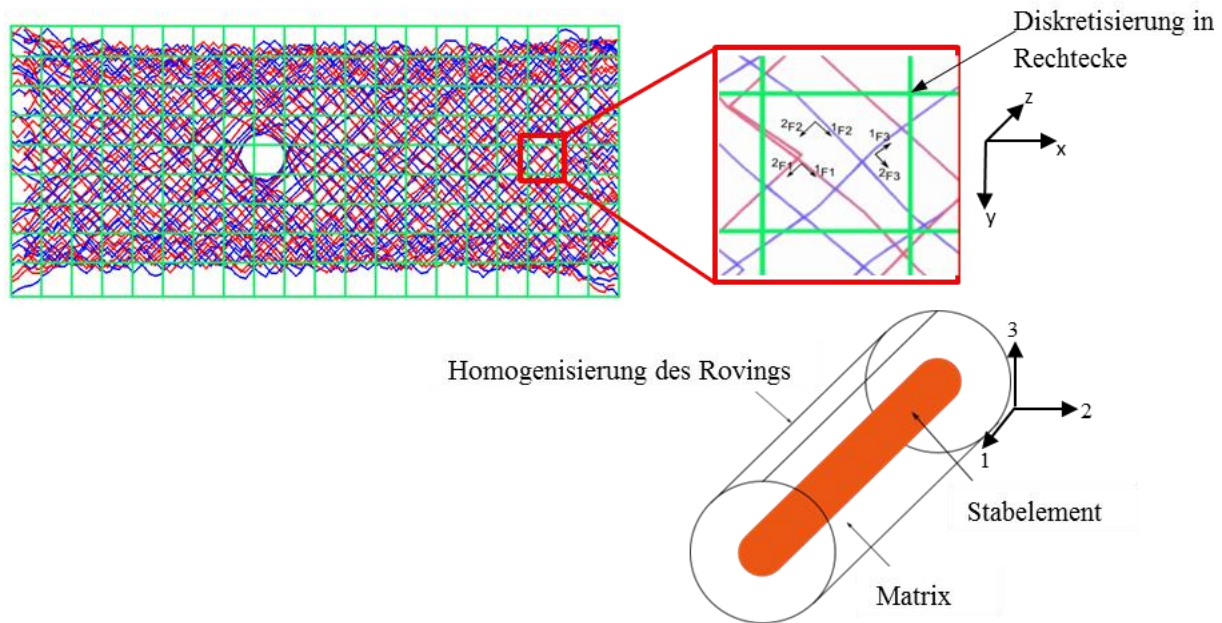 Diskretisierung in
Rechtecke
z
x
y
2F2
1F2
1F3
2F1
1F1
2F3
Homogenisierung des Rovings
3
2
1
Stabelement
Matrix